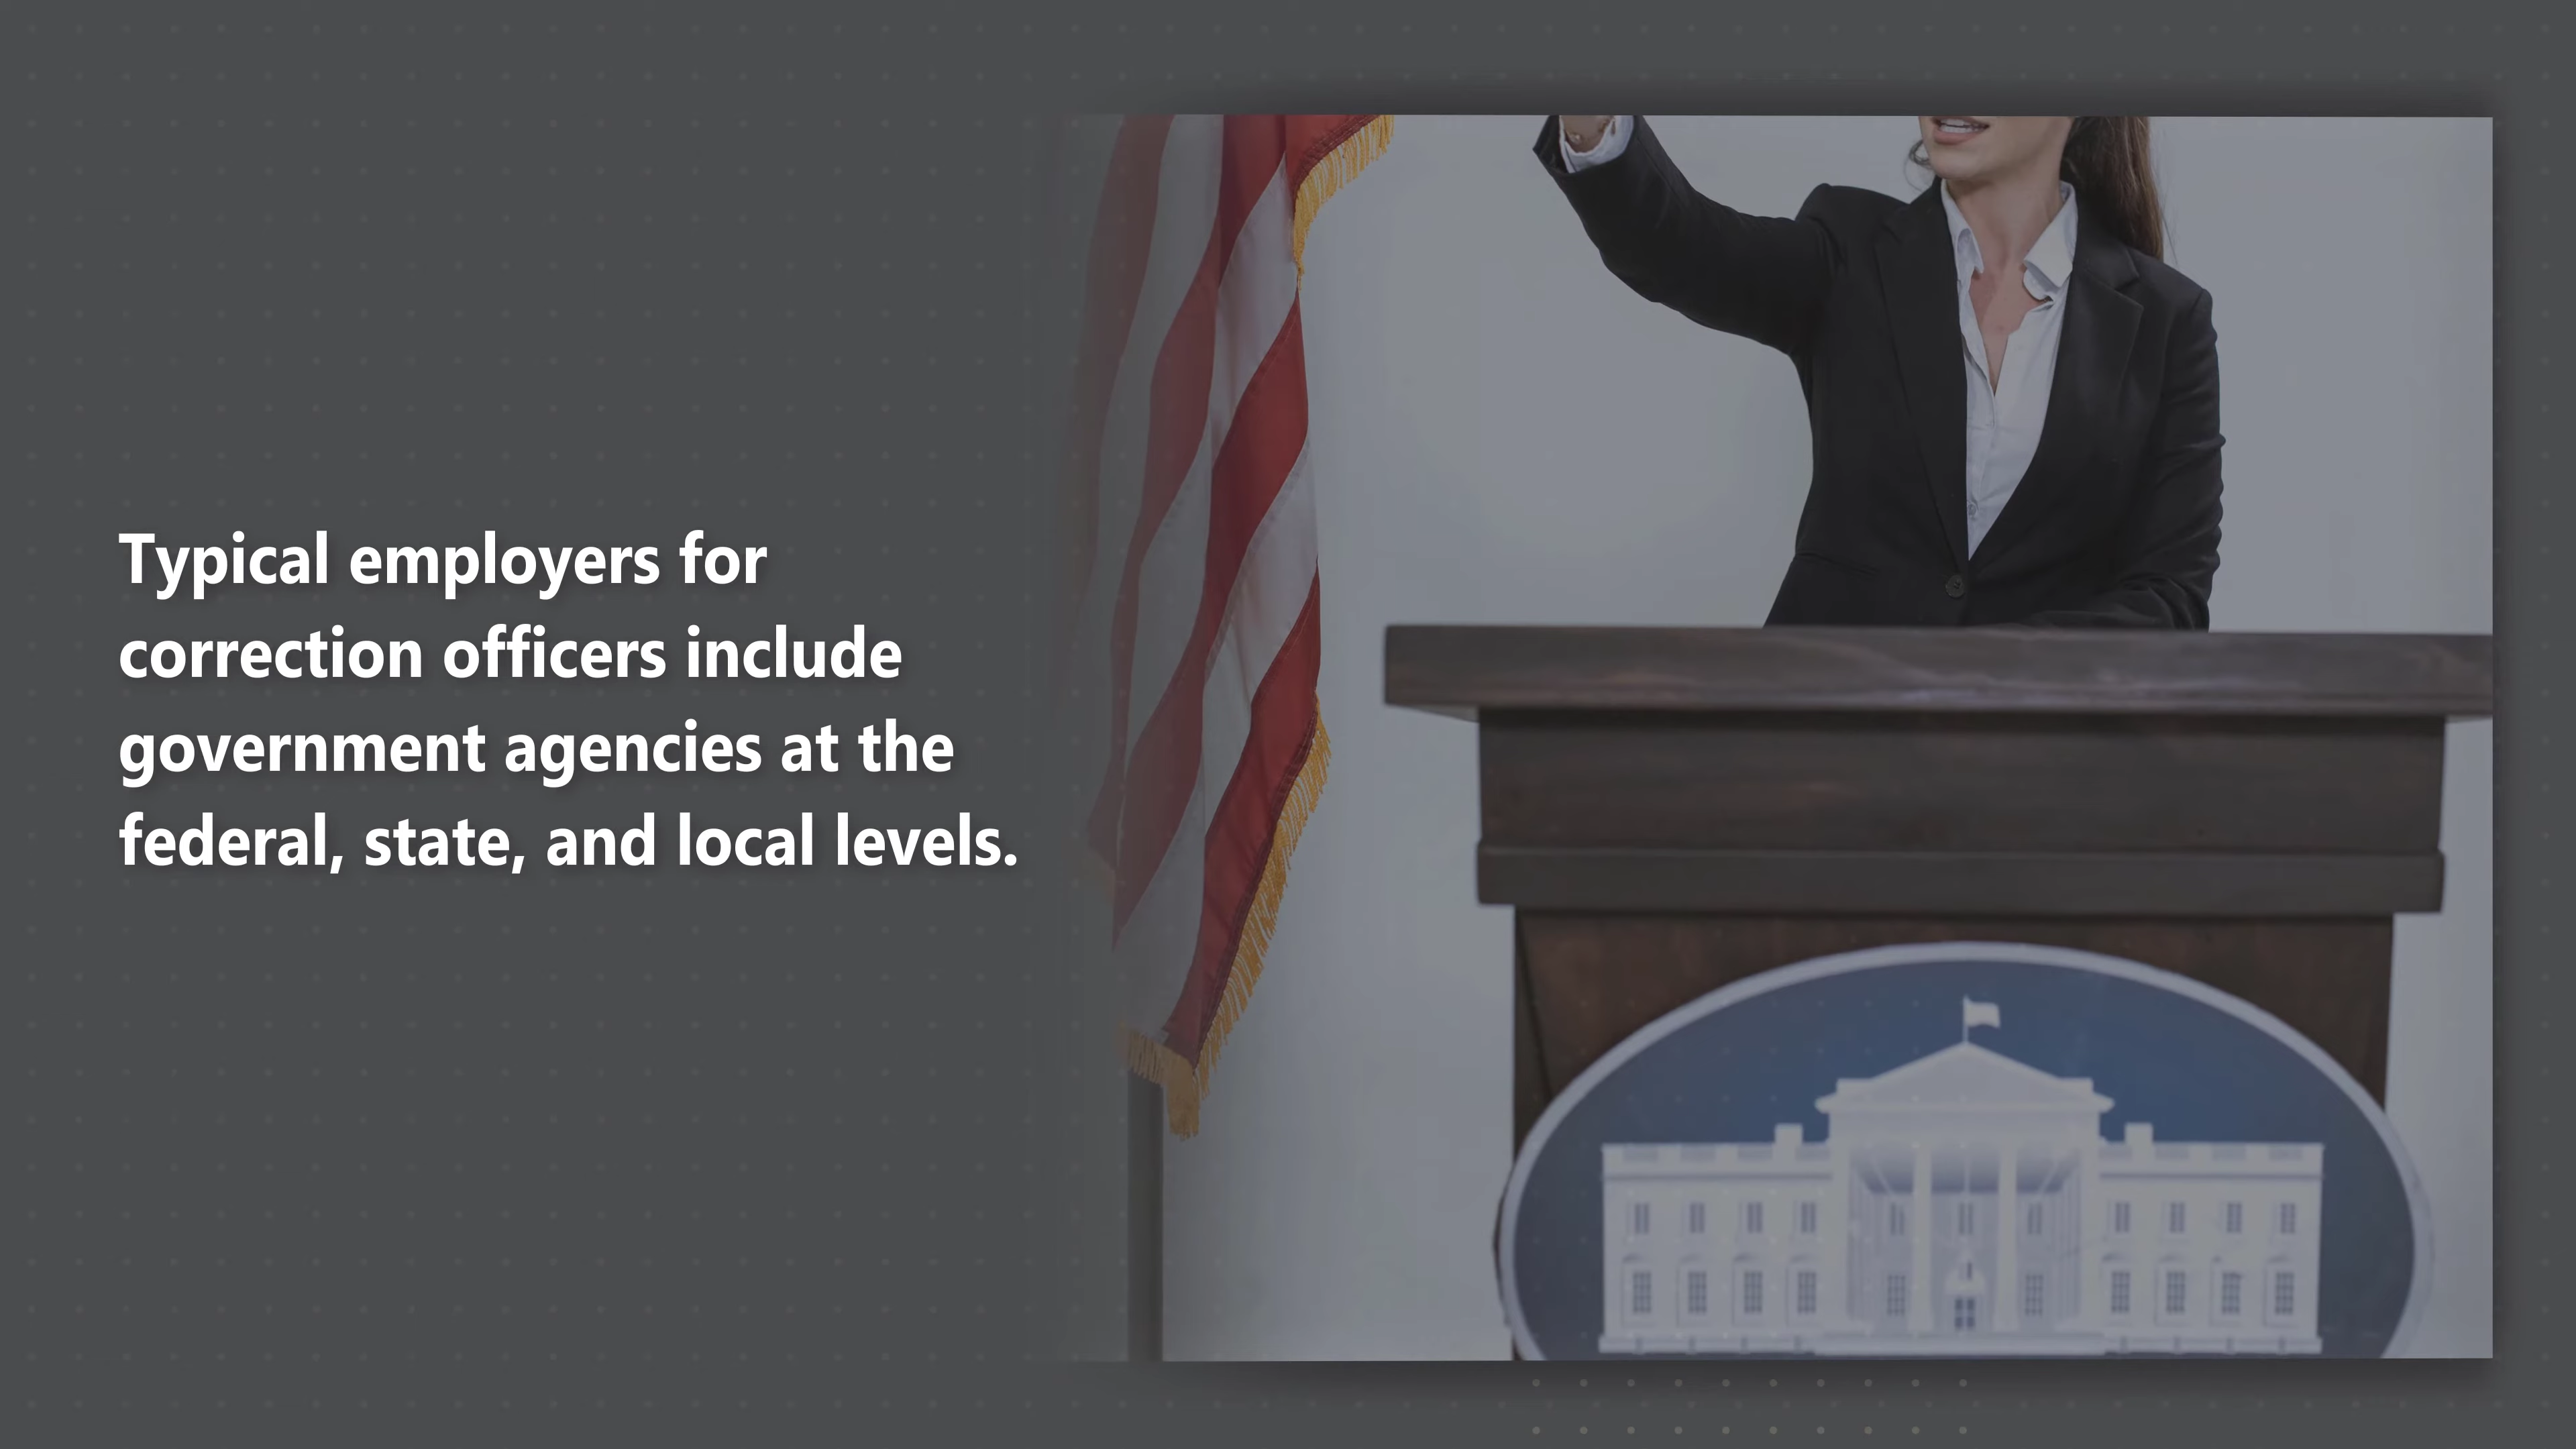 Typical employers for
correction officers include
government agencies at the
federal, state, and local levels.